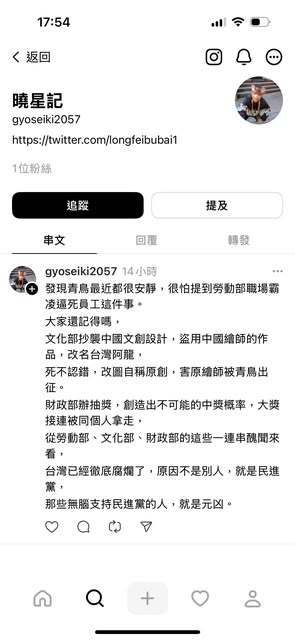 17:54
返回
曉星記
gyoseiki2057
https://twitter.com/longfeibubai1
1位粉絲
追蹤
提及
串文
回覆
轉發
gyoseiki2057 14小時
發現青鳥最近都很安靜，很怕提到勞動部職場霸
凌逼死員工這件事。
大家還記得嗎，
文化部抄襲中國文創設計，盜用中國繪師的作
品，改名台灣阿龍，
死不認錯，改圖自稱原創，害原繪師被青鳥出
征。
財政部辦抽獎，創造出不可能的中獎概率，大獎
接連被同個人拿走，
從勞動部、文化部、財政部的這些一連串醜聞來
看，
台灣已經徹底腐爛了，原因不是別人，就是民進
黨，
那些無腦支持民進黨的人，就是元凶。